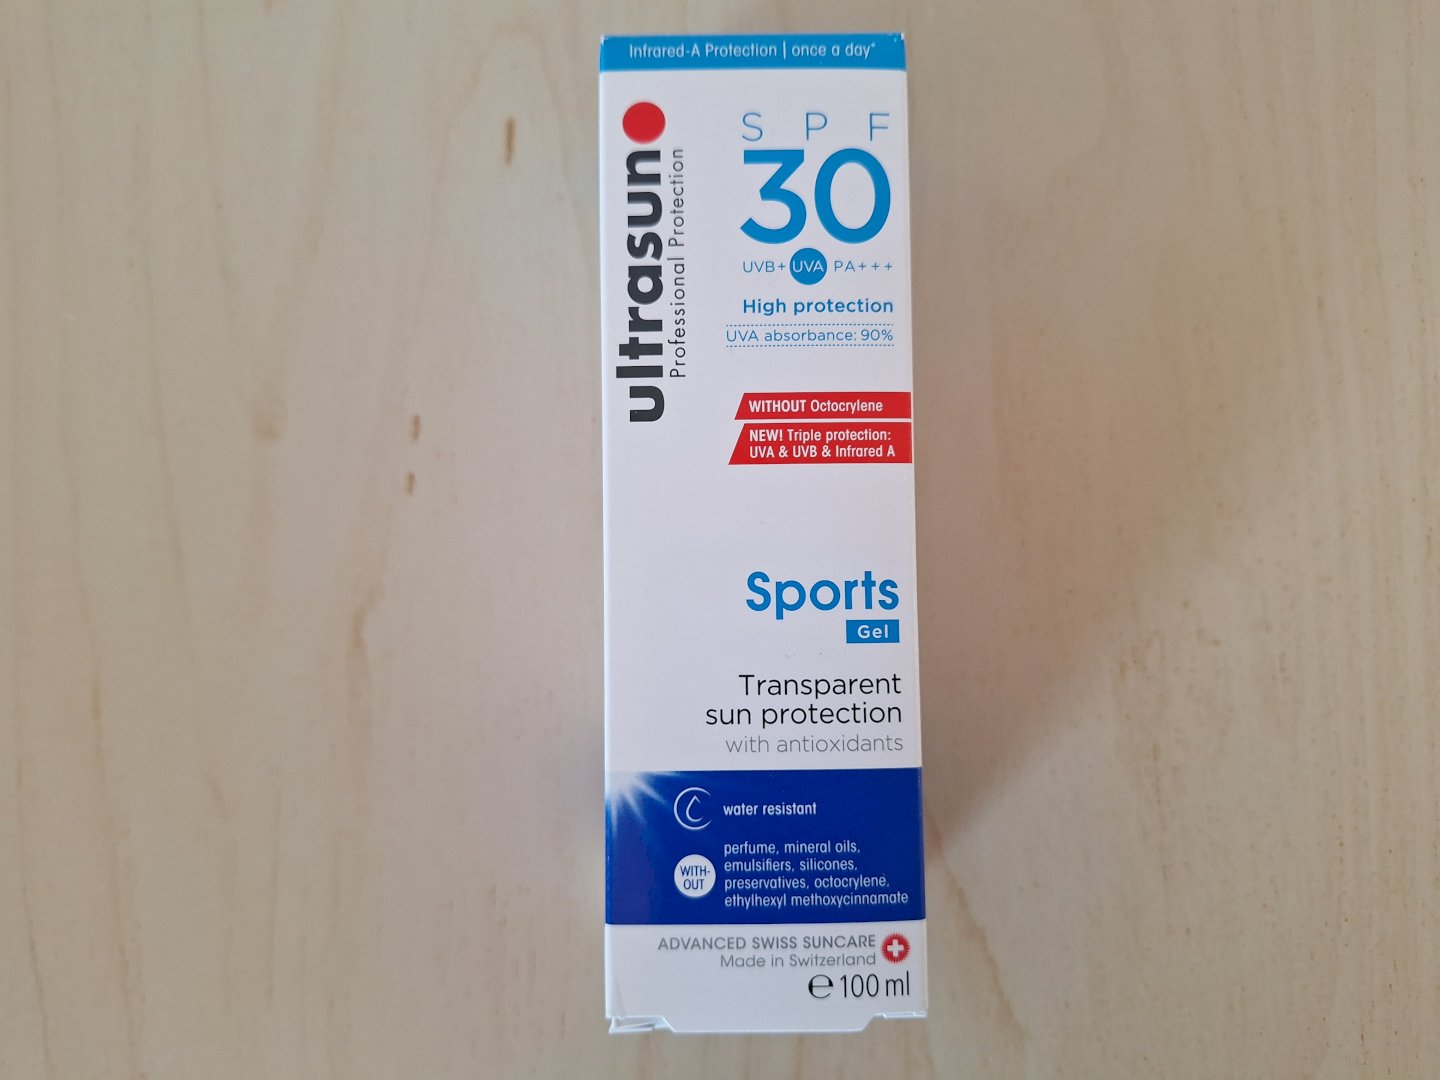 Infrared-A Protection | once a day*
ultrasun
Professional Protection
SPF
30
UVB+ UVA PA+++
High protection
UVA absorbance: 90%
WITHOUT Octocrylene
NEW! Triple protection:
UVA & UVB & Infrared A
Sports
Gel
Transparent
sun protection
with antioxidants
water resistant
WITH-
OUT
perfume, mineral oils,
emulsifiers, silicones,
preservatives, octocrylene,
ethylhexyl methoxycinnamate
ADVANCED SWISS SUNCARE
Made in Switzerland
℮ 100 ml